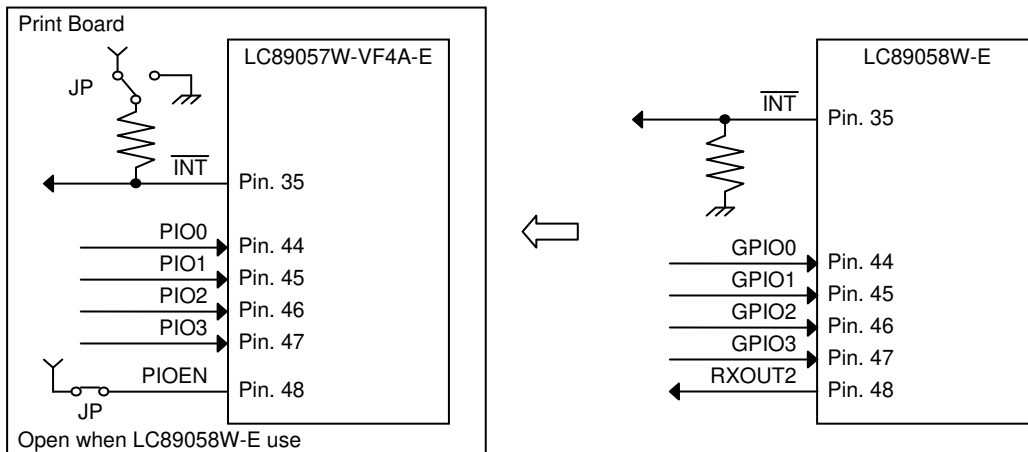 Print Board
LC89057W-VF4A-E
JP
INT
Pin. 35
PIO0
Pin. 44
PIO1
Pin. 45
PIO2
Pin. 46
PIO3
Pin. 47
PIOEN
Pin. 48
JP
Open when LC89058W-E use
LC89058W-E
INT
Pin. 35
GPIO0
Pin. 44
GPIO1
Pin. 45
GPIO2
Pin. 46
GPIO3
Pin. 47
RXOUT2
Pin. 48